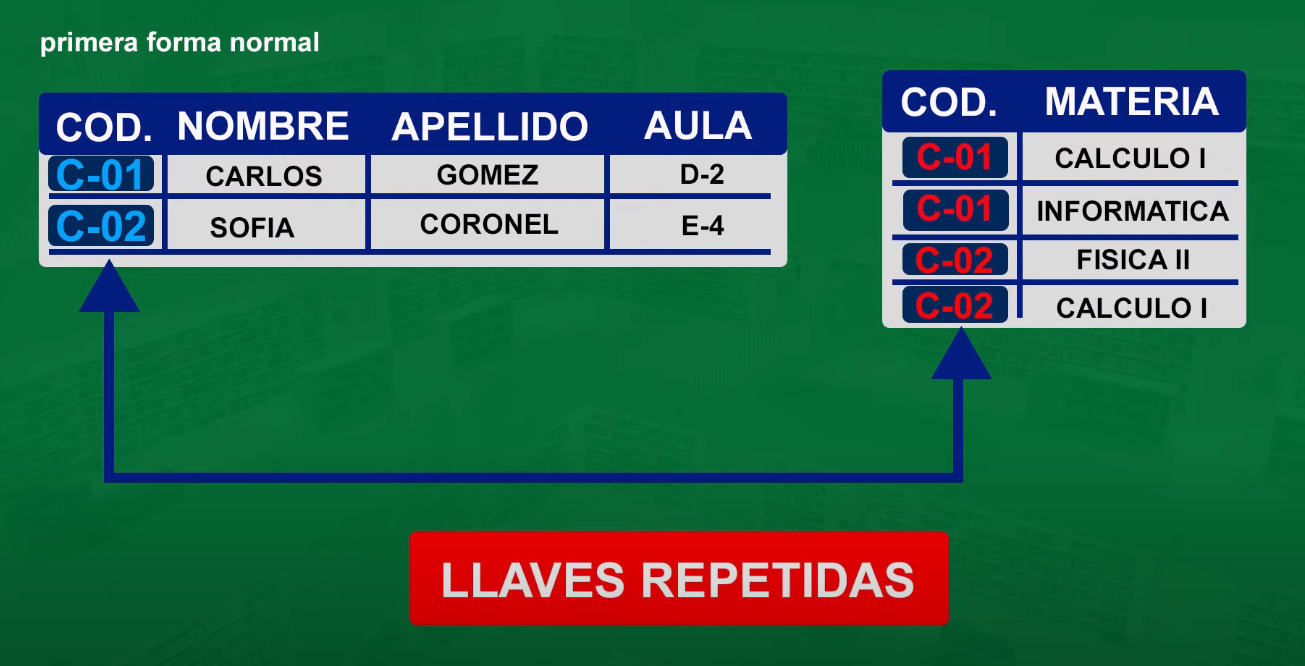 primera forma normal
COD. NOMBRE APELLIDO AULA
C-01 CARLOS GOMEZ D-2
C-02 SOFIA CORONEL E-4
COD. MATERIA
C-01 CALCULO I
C-01 INFORMATICA
C-02 FISICA II
C-02 CALCULO I
LLAVES REPETIDAS